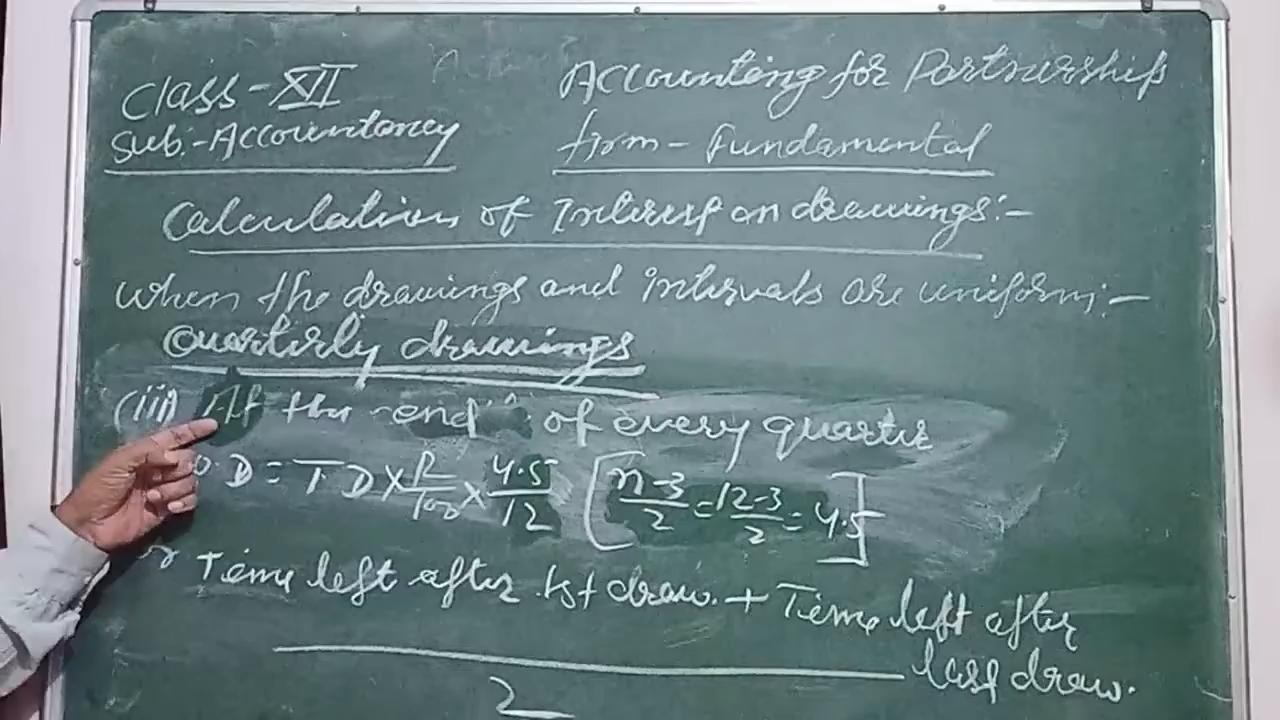 Class-XII
Sub:-Accountancy
Accounting for Partnership
firm - Fundamental
Calculation of Interest on drawings:-
When the drawings and intervals are uniform:-
Quarterly drawings
(iii) At the end of every quarter
O.D = TD × R/100 × 4.5/12 [n-3/2 = 12-3/2 = 4.5]
Time left after 1st draw. + Time left after
last draw.
2